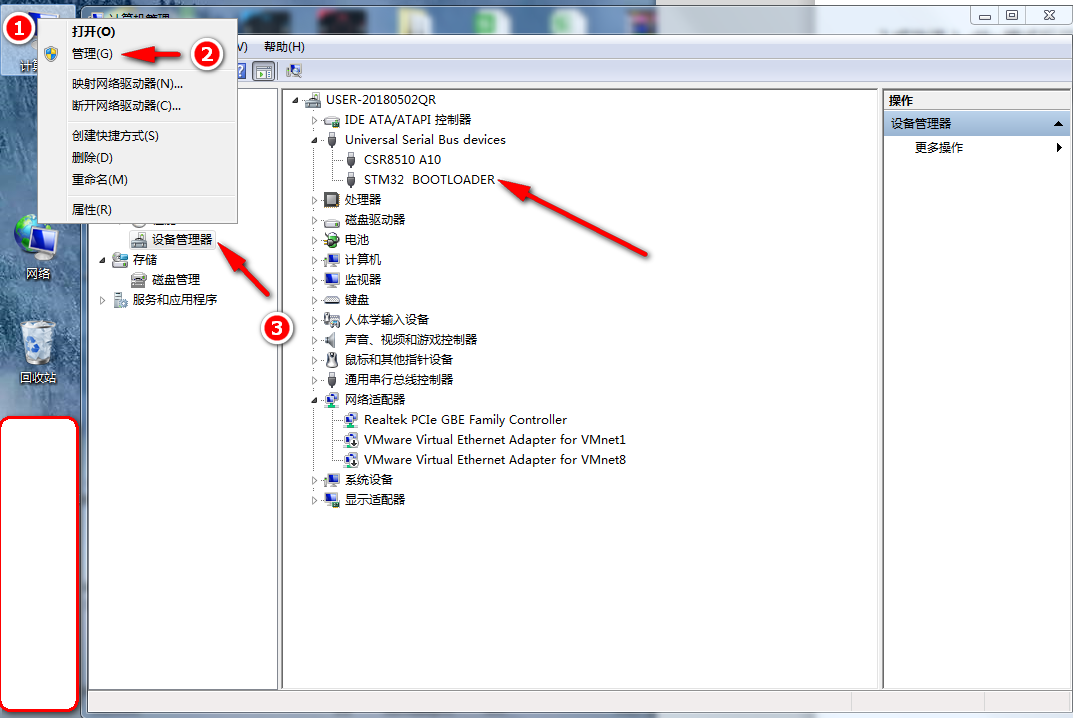 1
打开(O)
管理(G)
2
映射网络驱动器(N)...
断开网络驱动器(C)...
创建快捷方式(S)
删除(D)
重命名(M)
属性(R)
网络
回收站
帮助(H)
设备管理器
存储
磁盘管理
服务和应用程序
3
USER-20180502QR
IDE ATA/ATAPI 控制器
Universal Serial Bus devices
CSR8510 A10
STM32 BOOTLOADER
处理器
磁盘驱动器
电池
计算机
监视器
键盘
人体学输入设备
声音、视频和游戏控制器
鼠标和其他指针设备
通用串行总线控制器
网络适配器
Realtek PCIe GBE Family Controller
VMware Virtual Ethernet Adapter for VMnet1
VMware Virtual Ethernet Adapter for VMnet8
系统设备
显示适配器
操作
设备管理器
更多操作